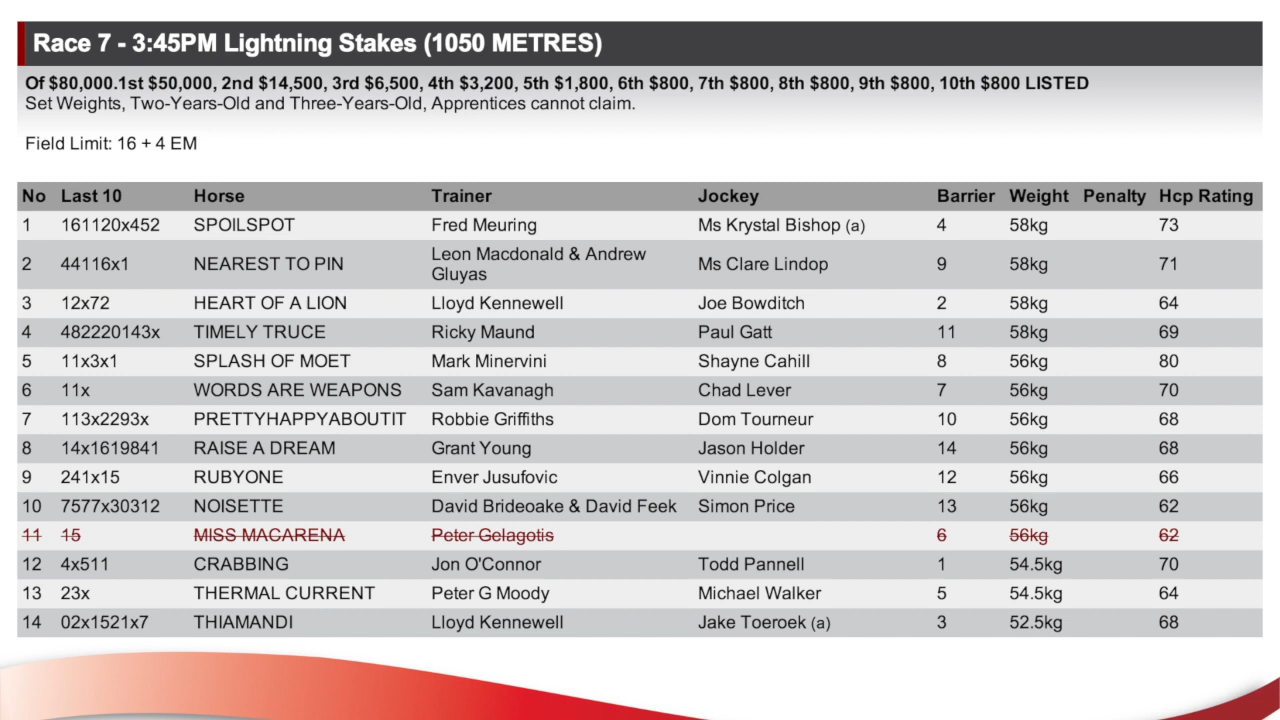 Race 7 - 3:45PM Lightning Stakes (1050 METRES)
Of $80,000.1st $50,000, 2nd $14,500, 3rd $6,500, 4th $3,200, 5th $1,800, 6th $800, 7th $800, 8th $800, 9th $800, 10th $800 LISTED
Set Weights, Two-Years-Old and Three-Years-Old, Apprentices cannot claim.
Field Limit: 16 + 4 EM
No Last 10 Horse Trainer Jockey Barrier Weight Penalty Hcp Rating
1 161120x452 SPOILSPOT Fred Meuring Ms Krystal Bishop (a) 4 58kg 73
2 44116x1 NEAREST TO PIN Leon Macdonald & Andrew Gluyas Ms Clare Lindop 9 58kg 71
3 12x72 HEART OF A LION Lloyd Kennewell Joe Bowditch 2 58kg 64
4 482220143x TIMELY TRUCE Ricky Maund Paul Gatt 11 58kg 69
5 11x3x1 SPLASH OF MOET Mark Minervini Shayne Cahill 8 56kg 80
6 11x WORDS ARE WEAPONS Sam Kavanagh Chad Lever 7 56kg 70
7 113x2293x PRETTYHAPPYABOUTIT Robbie Griffiths Dom Tourneur 10 56kg 68
8 14x1619841 RAISE A DREAM Grant Young Jason Holder 14 56kg 68
9 241x15 RUBYONE Enver Jusufovic Vinnie Colgan 12 56kg 66
10 7577x30312 NOISETTE David Brideoake & David Feek Simon Price 13 56kg 62
11 15 MISS MACARENA Peter Gelagotis 6 56kg 62
12 4x511 CRABBING Jon O'Connor Todd Pannell 1 54.5kg 70
13 23x THERMAL CURRENT Peter G Moody Michael Walker 5 54.5kg 64
14 02x1521x7 THIAMANDI Lloyd Kennewell Jake Toeroek (a) 3 52.5kg 68